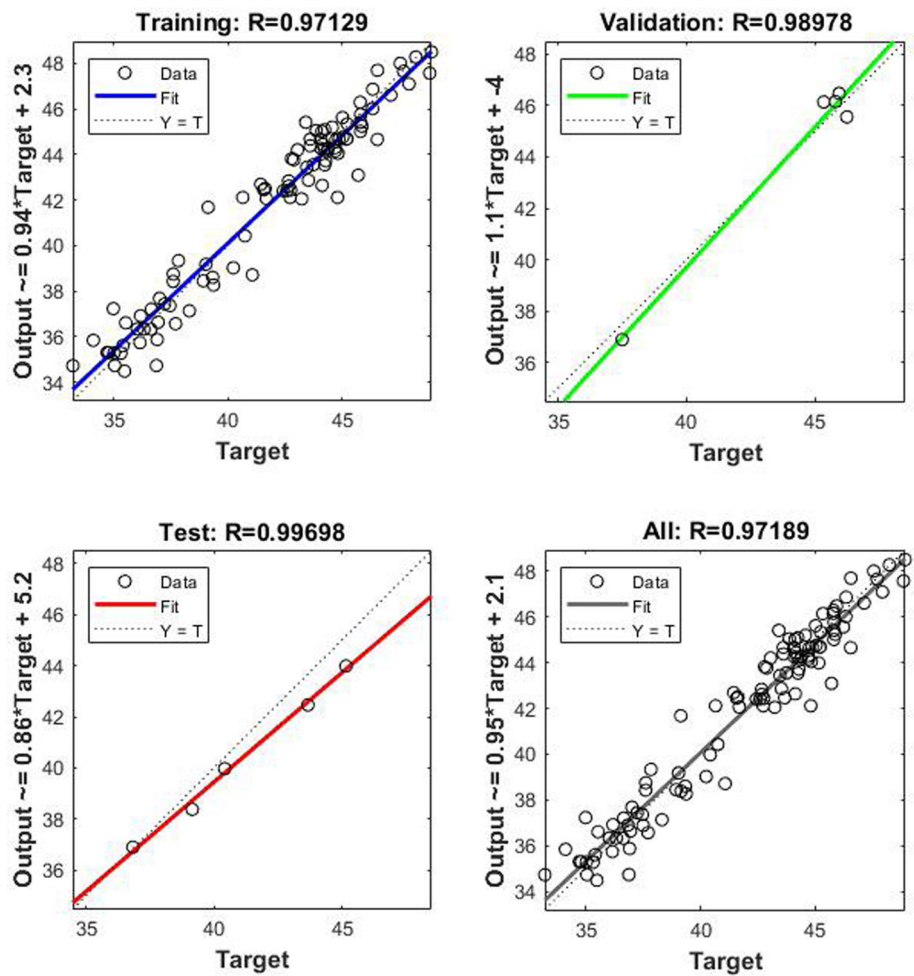 Training: R=0.97129
Output ~= 0.94*Target + 2.3
48
46
44
42
40
38
36
34
Data
Fit
Y = T
35
40
45
Target
Validation: R=0.98978
Output ~= 1.1*Target + -4
48
46
44
42
40
38
36
Data
Fit
Y = T
35
40
45
Target
Test: R=0.99698
Output ~= 0.86*Target + 5.2
48
46
44
42
40
38
36
Data
Fit
Y = T
35
40
45
Target
All: R=0.97189
Output ~= 0.95*Target + 2.1
48
46
44
42
40
38
36
34
Data
Fit
Y = T
35
40
45
Target